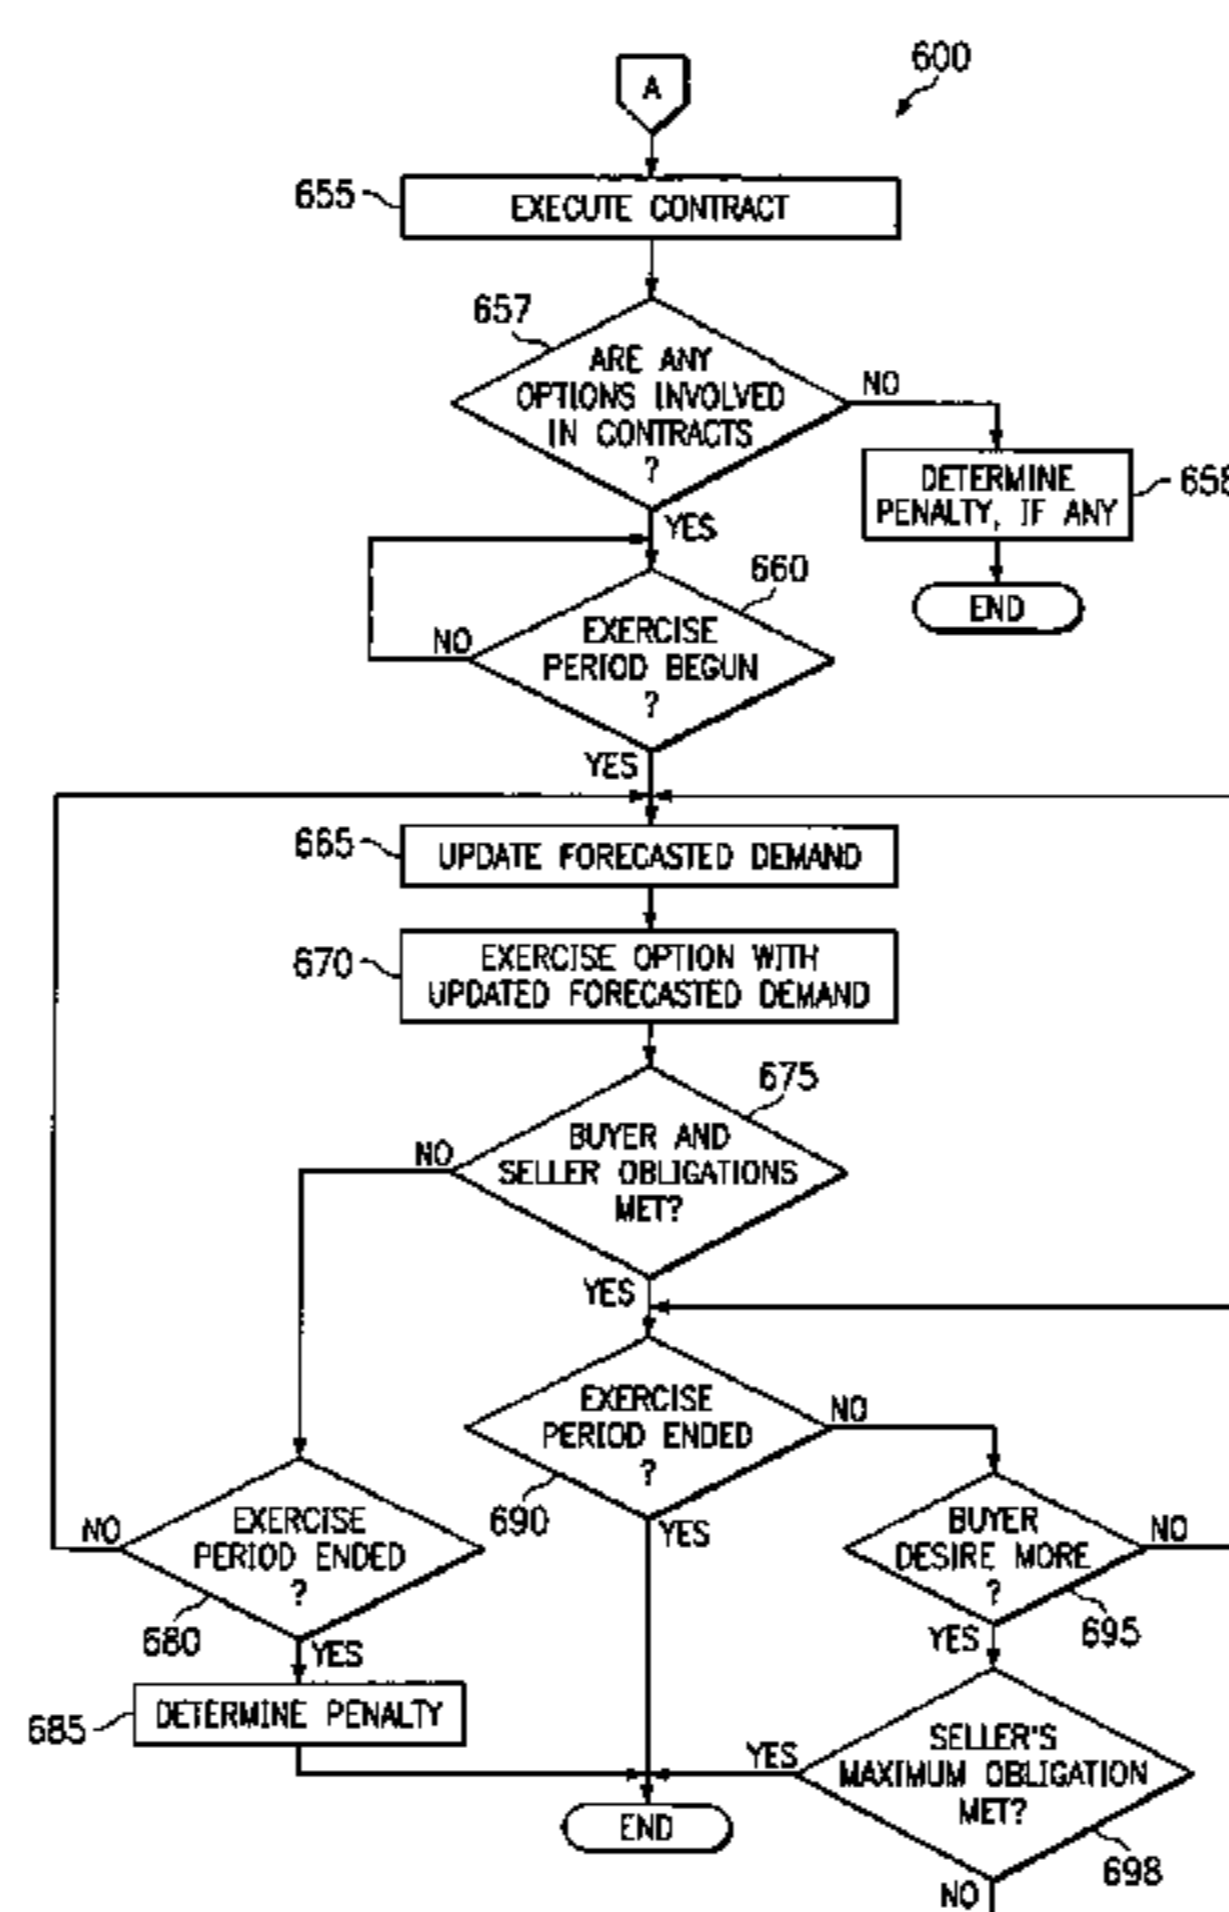 600
A
655
EXECUTE CONTRACT
657
ARE ANY
OPTIONS INVOLVED
IN CONTRACTS
?
NO
YES
DETERMINE
PENALTY, IF ANY
658
END
660
EXERCISE
PERIOD BEGUN
?
NO
YES
665
UPDATE FORECASTED DEMAND
670
EXERCISE OPTION WITH
UPDATED FORECASTED DEMAND
675
BUYER AND
SELLER OBLIGATIONS
MET?
NO
YES
EXERCISE
PERIOD ENDED
?
NO
690
YES
EXERCISE
PERIOD ENDED
?
NO
680
YES
BUYER
DESIRE MORE
?
NO
695
YES
685
DETERMINE PENALTY
SELLER'S
MAXIMUM OBLIGATION
MET?
YES
698
NO
END